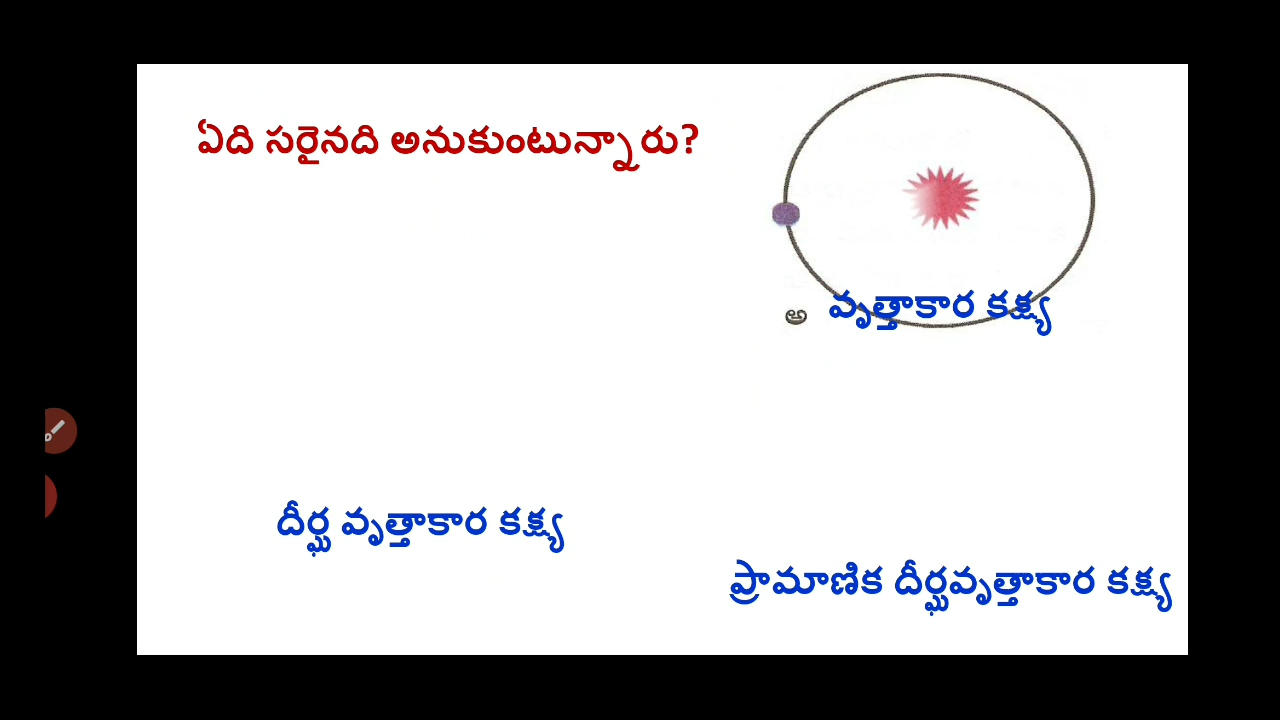 ఏది సరైనది అనుకుంటున్నారు?
అ వృత్తాకార కక్ష్య
దీర్ఘ వృత్తాకార కక్ష్య
ప్రామాణిక దీర్ఘవృత్తాకార కక్ష్య